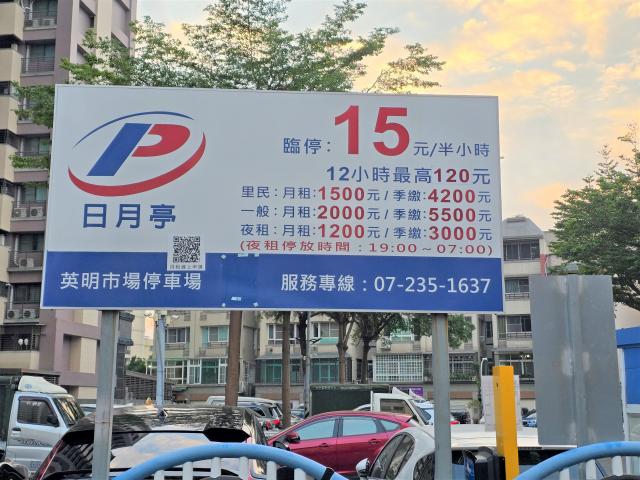 P
日月亭
臨停：15元/半小時
12小時最高120元
里民：月租:1500元/季繳:4200元
一般：月租:2000元/季繳:5500元
夜租：月租:1200元/季繳:3000元
(夜租停放時間：19:00～07:00)
英明市場停車場
服務專線：07-235-1637